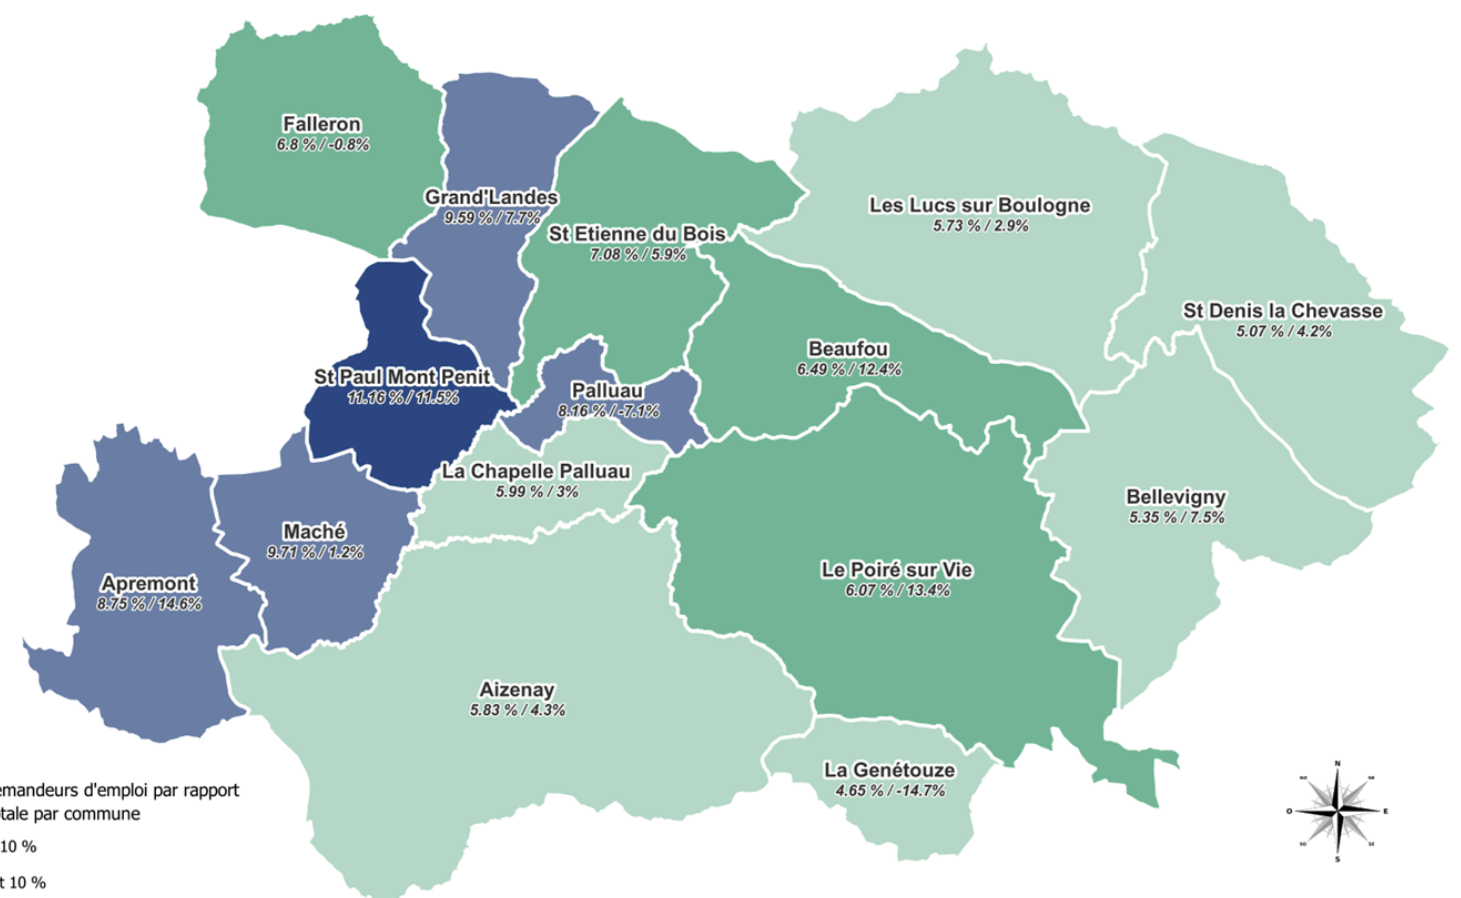 Falleron
6.8 % / -0.8%
Grand'Landes
9.59 % / 7.7%
St Etienne du Bois
7.08 % / 5.9%
Les Lucs sur Boulogne
5.73 % / 2.9%
St Denis la Chevasse
5.07 % / 4.2%
Beaufou
6.49 % / 12.4%
St Paul Mont Penit
11.16 % / 11.5%
Palluau
8.16 % / -7.1%
La Chapelle Palluau
5.99 % / 3%
Bellevigny
5.35 % / 7.5%
Maché
9.71 % / 1.2%
Apremont
8.75 % / 14.6%
Le Poiré sur Vie
6.07 % / 13.4%
Aizenay
5.83 % / 4.3%
La Genétouze
4.65 % / -14.7%
emandeurs d'emploi par rapport
otale par commune
10 %
t 10 %
N
O
E
SO
S